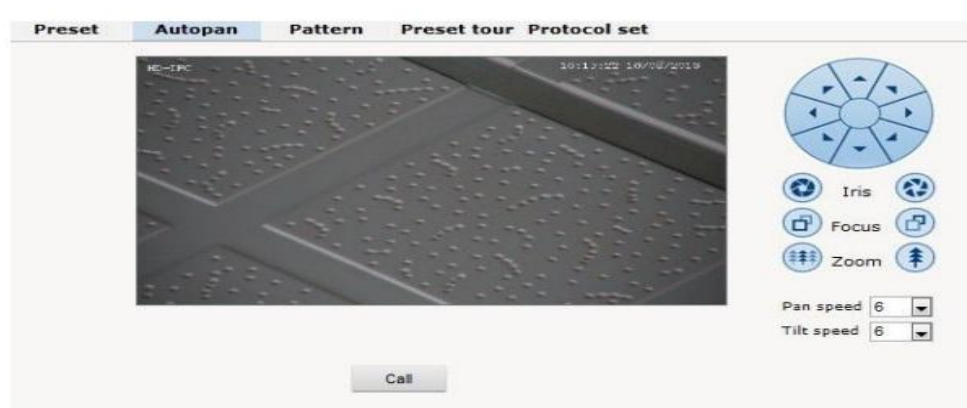 Preset Autopan Pattern Preset tour Protocol set
HD-IPC
Iris
Focus
Zoom
Pan speed 6
Tilt speed 6
Call